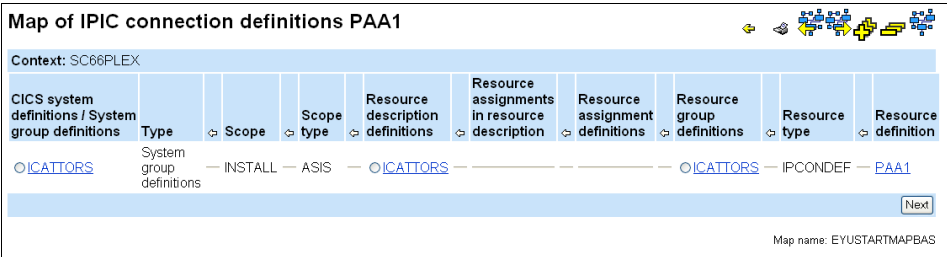 Map of IPIC connection definitions PAA1
Context: SC66PLEX
CICS system
definitions / System
group definitions
Type
Scope
Scope
type
Resource
description
definitions
Resource
assignments
in resource
description
Resource
assignment
definitions
Resource
group
definitions
Resource
type
Resource
definition
ICATTORS
System
group
definitions
INSTALL
ASIS
ICATTORS
ICATTORS
IPCONDEF
PAA1
Next
Map name: EYUSTARTMAPBAS